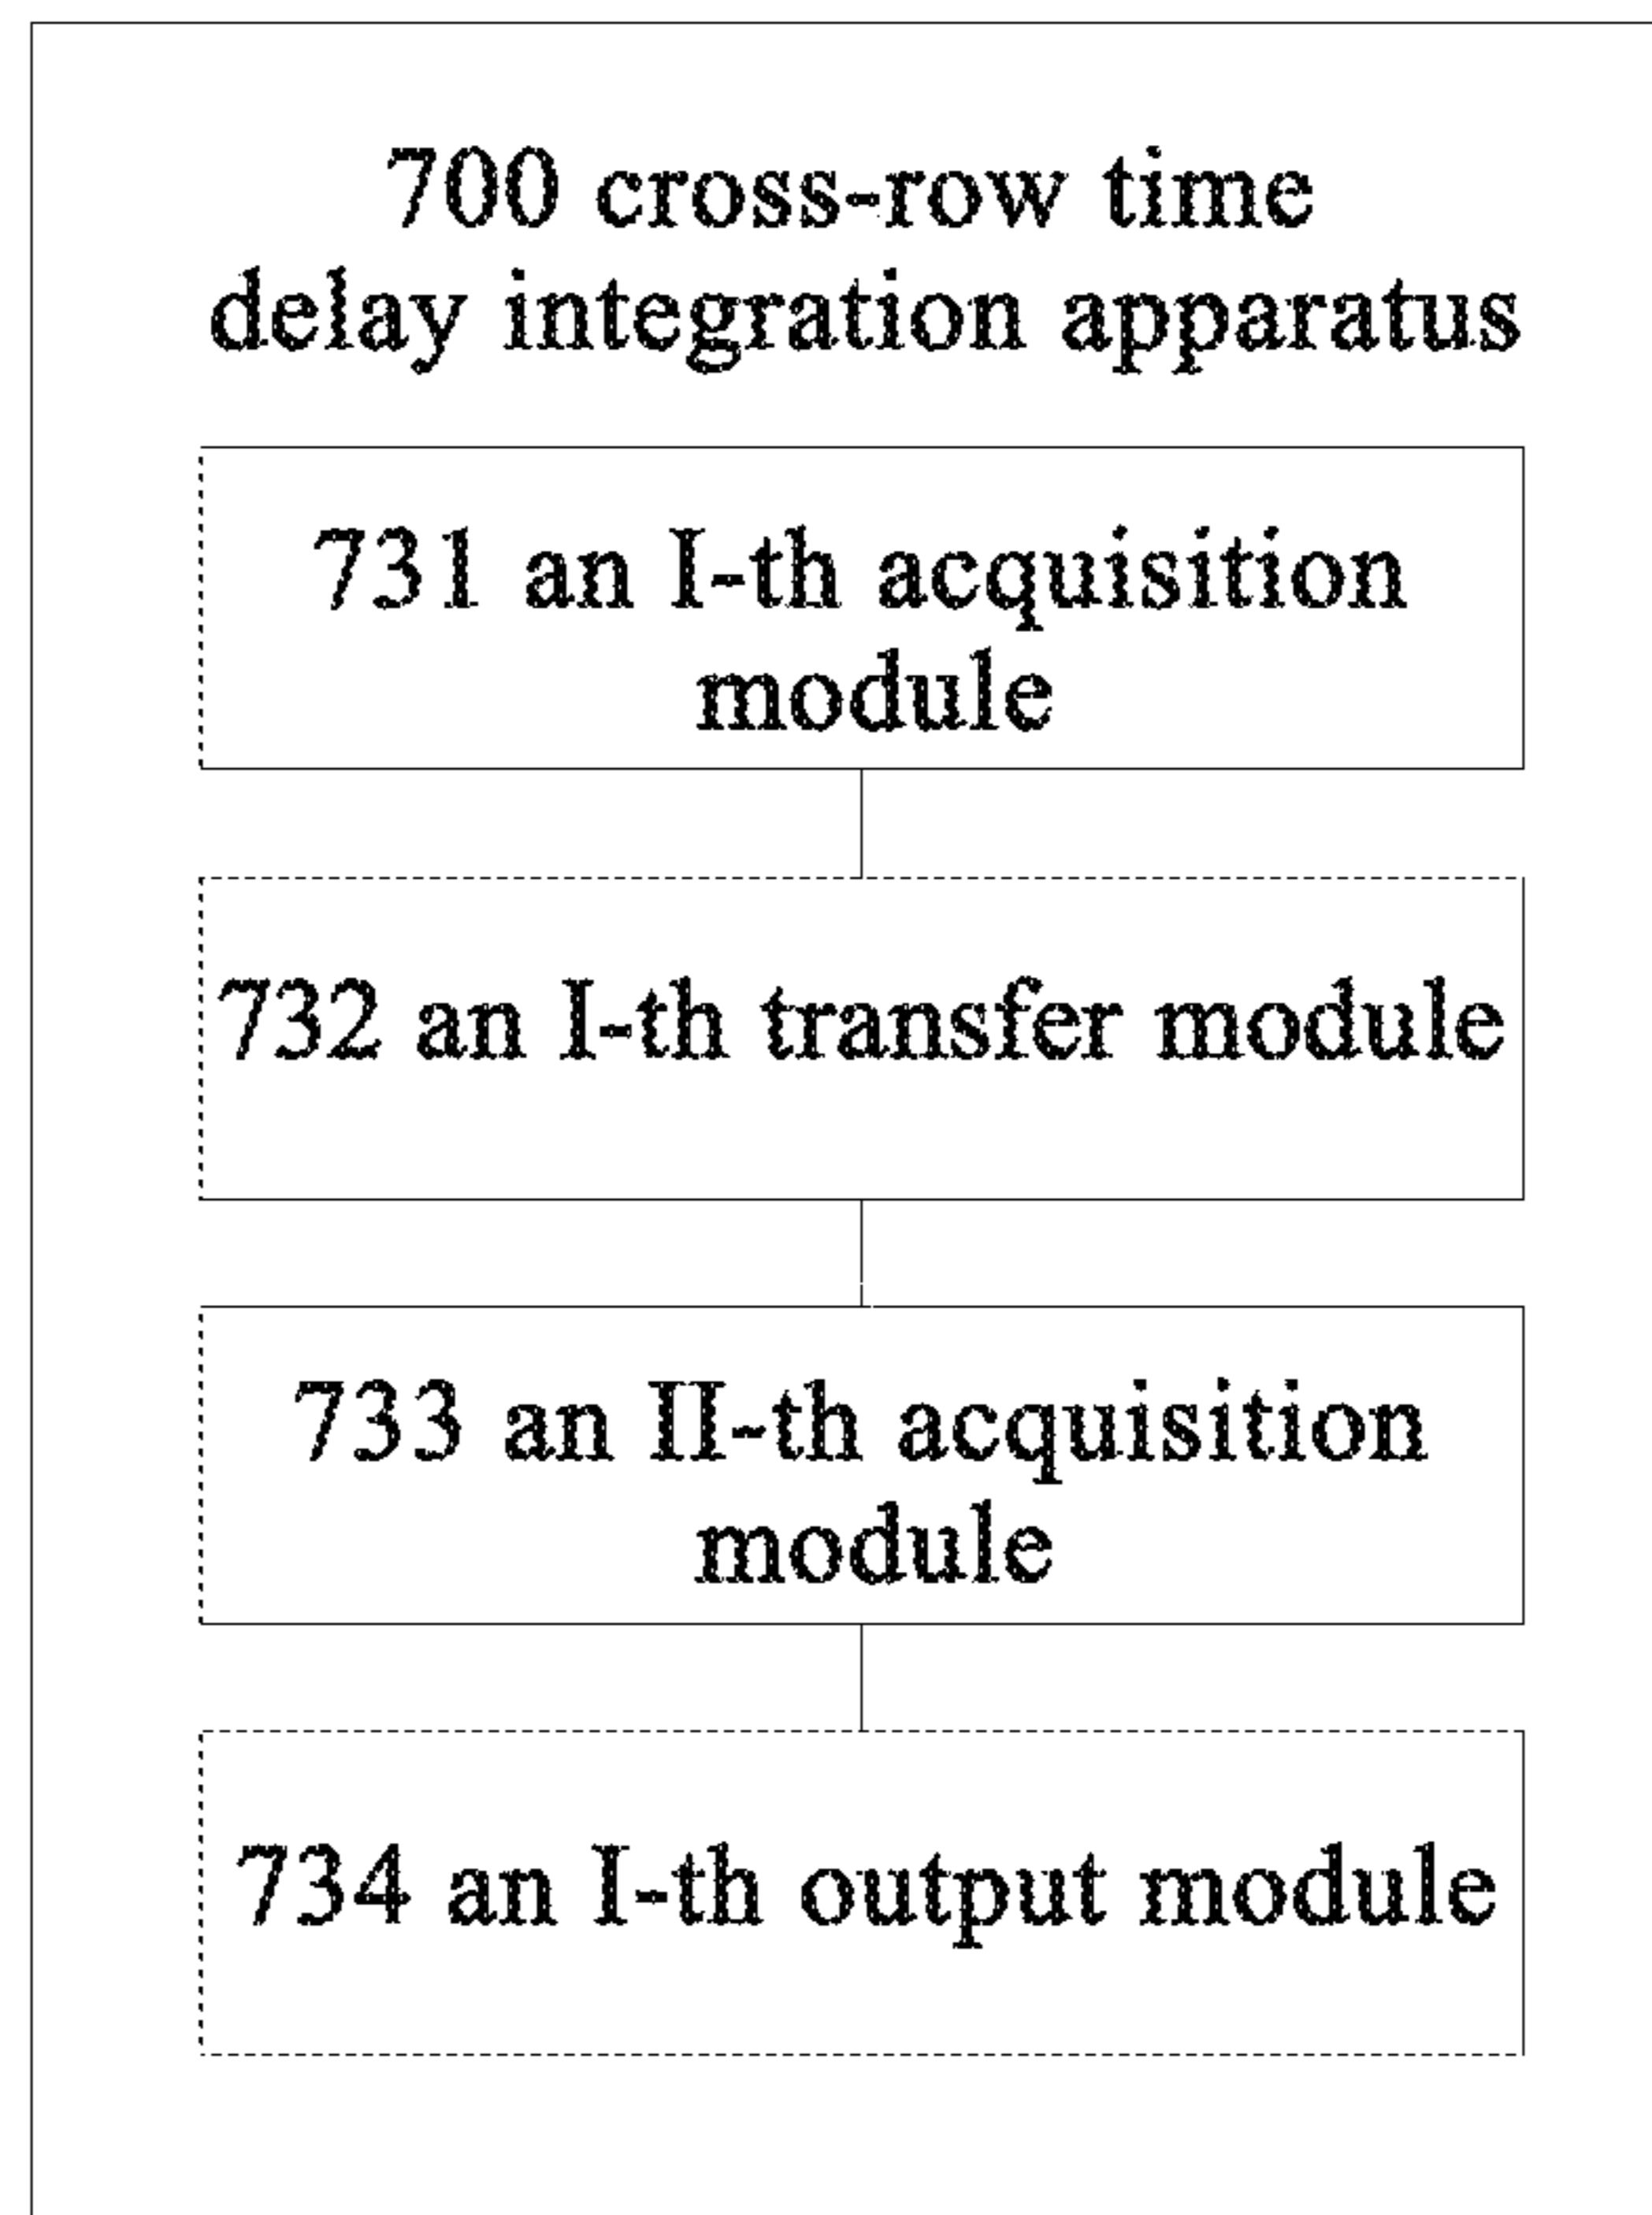 700 cross-row time
delay integration apparatus
731 an I-th acquisition
module
732 an I-th transfer module
733 an II-th acquisition
module
734 an I-th output module